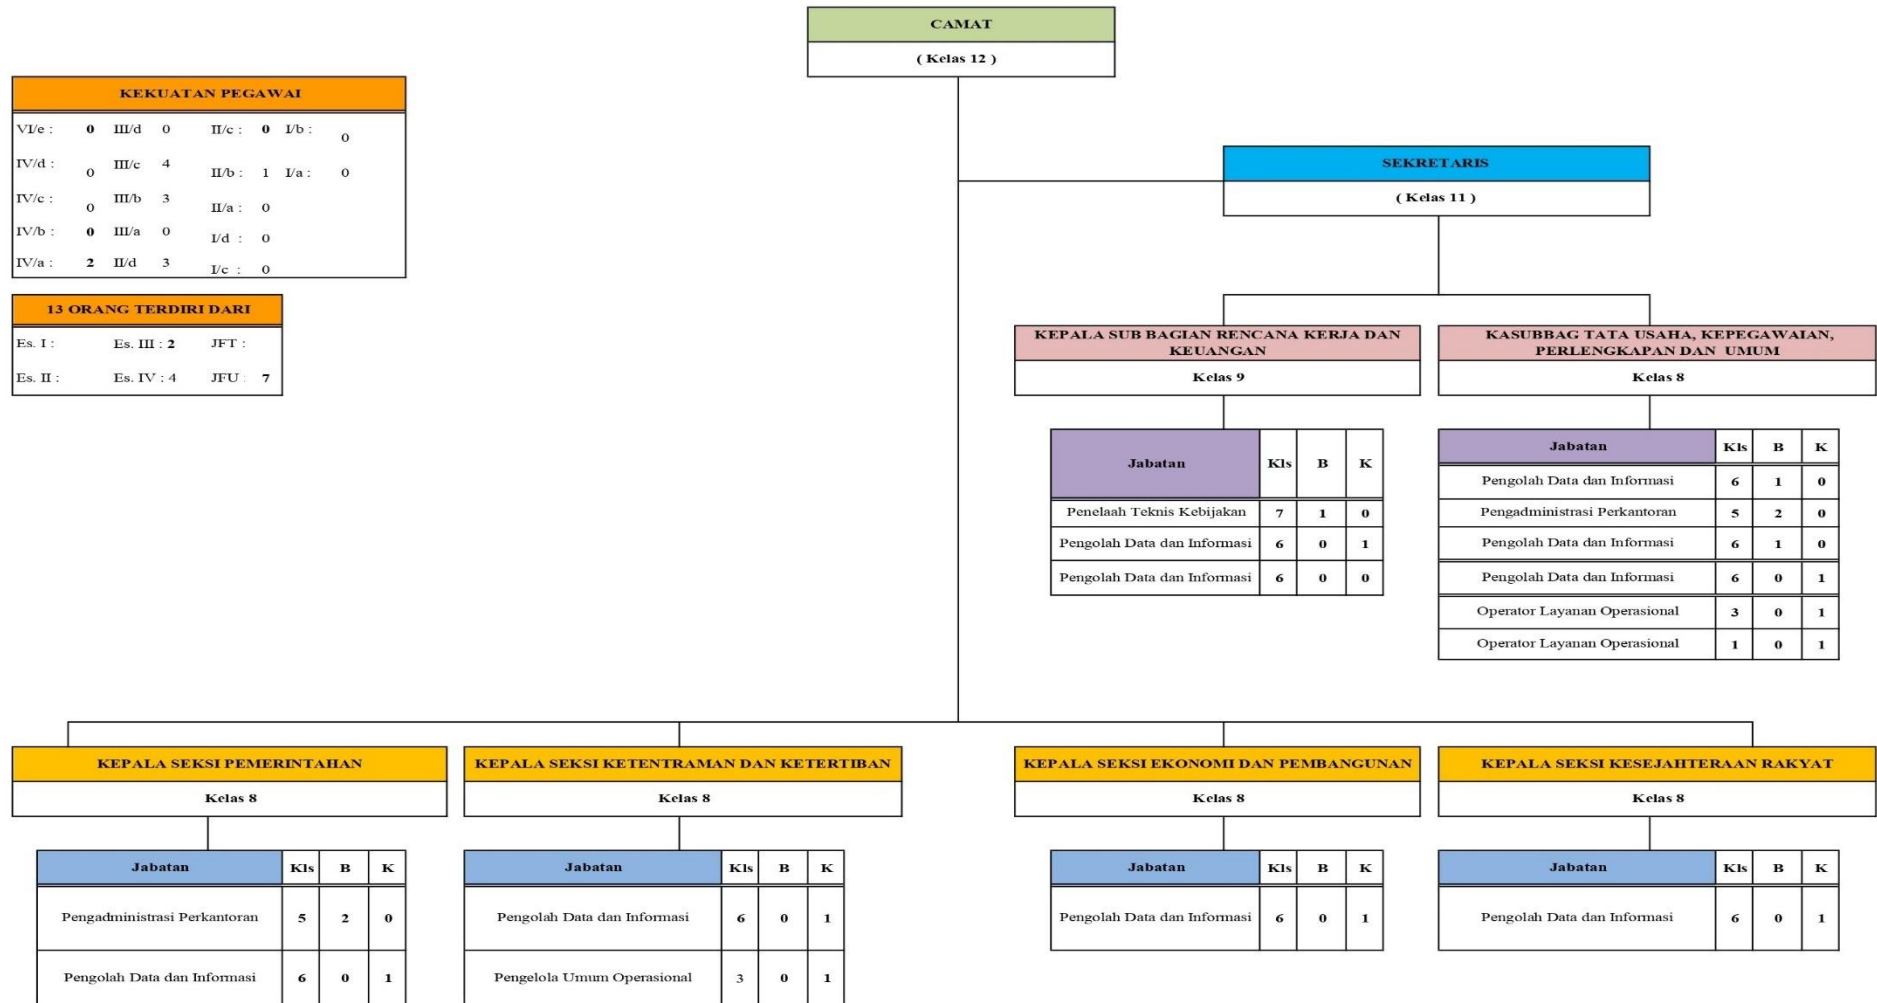 CAMAT
( Kelas 12 )
KEKUATAN PEGAWAI
VI/e : 0 III/d 0 II/c : 0 I/b : 0
IV/d : 0 III/c 4 II/b : 1 I/a : 0
IV/c : 0 III/b 3 II/a : 0
IV/b : 0 III/a 0 I/d : 0
IV/a : 2 II/d 3 I/c : 0
13 ORANG TERDIRI DARI
Es. I : Es. III : 2 JFT :
Es. II : Es. IV : 4 JFU : 7
SEKRETARIS
( Kelas 11 )
KEPALA SUB BAGIAN RENCANA KERJA DAN
KEUANGAN
Kelas 9
Jabatan Kls B K
Penelaah Teknis Kebijakan 7 1 0
Pengolah Data dan Informasi 6 0 1
Pengolah Data dan Informasi 6 0 0
KASUBBAG TATA USAHA, KEPEGAWAIAN,
PERLENGKAPAN DAN UMUM
Kelas 8
Jabatan Kls B K
Pengolah Data dan Informasi 6 1 0
Pengadministrasi Perkantoran 5 2 0
Pengolah Data dan Informasi 6 1 0
Pengolah Data dan Informasi 6 0 1
Operator Layanan Operasional 3 0 1
Operator Layanan Operasional 1 0 1
KEPALA SEKSI PEMERINTAHAN
Kelas 8
Jabatan Kls B K
Pengadministrasi Perkantoran 5 2 0
Pengolah Data dan Informasi 6 0 1
KEPALA SEKSI KETENTRAMAN DAN KETERTIBAN
Kelas 8
Jabatan Kls B K
Pengolah Data dan Informasi 6 0 1
Pengelola Umum Operasional 3 0 1
KEPALA SEKSI EKONOMI DAN PEMBANGUNAN
Kelas 8
Jabatan Kls B K
Pengolah Data dan Informasi 6 0 1
KEPALA SEKSI KESEJAHTERAAN RAKYAT
Kelas 8
Jabatan Kls B K
Pengolah Data dan Informasi 6 0 1